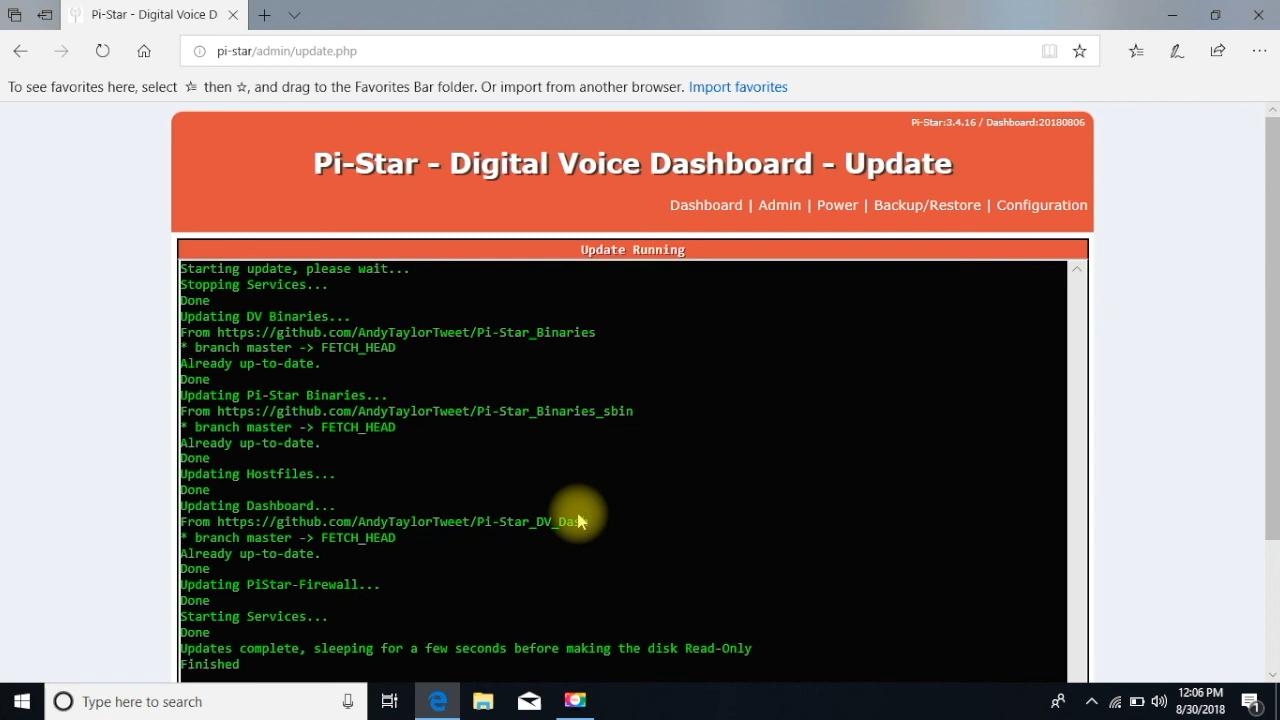 Pi-Star - Digital Voice D
pi-star/admin/update.php
To see favorites here, select ☆ then ☆, and drag to the Favorites Bar folder. Or import from another browser. Import favorites
Pi-Star:3.4.16 / Dashboard:20180806
Pi-Star - Digital Voice Dashboard - Update
Dashboard | Admin | Power | Backup/Restore | Configuration
Update Running
Starting update, please wait...
Stopping Services...
Done
Updating DV Binaries...
From https://github.com/AndyTaylorTweet/Pi-Star_Binaries
* branch master -> FETCH_HEAD
Already up-to-date.
Done
Updating Pi-Star Binaries...
From https://github.com/AndyTaylorTweet/Pi-Star_Binaries_sbin
* branch master -> FETCH_HEAD
Already up-to-date.
Done
Updating Hostfiles...
Done
Updating Dashboard...
From https://github.com/AndyTaylorTweet/Pi-Star_DV_Dash
* branch master -> FETCH_HEAD
Already up-to-date.
Done
Updating PiStar-Firewall...
Done
Starting Services...
Done
Updates complete, sleeping for a few seconds before making the disk Read-Only
Finished
Type here to search
12:06 PM
8/30/2018
1